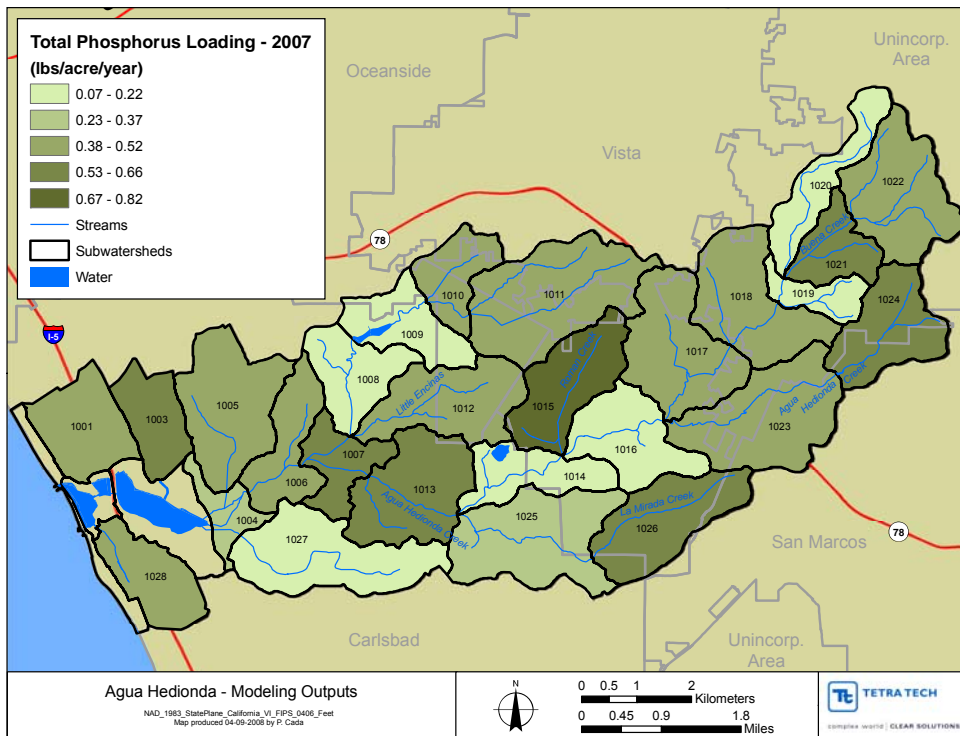 Total Phosphorus Loading - 2007
(lbs/acre/year)
0.07 - 0.22
0.23 - 0.37
0.38 - 0.52
0.53 - 0.66
0.67 - 0.82
Streams
Subwatersheds
Water
Oceanside
Unincorp.
Area
Vista
78
I-5
1020
1022
Buena Creek
1021
1019
1024
1010
1011
1018
1009
1017
1008
Roman Creek
Little Encinas
1012
1015
Agua Hedionda Creek
1023
1005
1003
1001
1007
1016
1006
1013
1014
Agua Hedionda Creek
1004
1025
La Mirada Creek
1026
1027
1028
78
San Marcos
Carlsbad
Unincorp.
Area
Agua Hedionda - Modeling Outputs
NAD_1983_StatePlane_California_VI_FIPS_0406_Feet
Map produced 04-09-2008 by P. Cada
N
0 0.5 1 2
Kilometers
0 0.45 0.9 1.8
Miles
Tt TETRA TECH
complex world | CLEAR SOLUTIONS